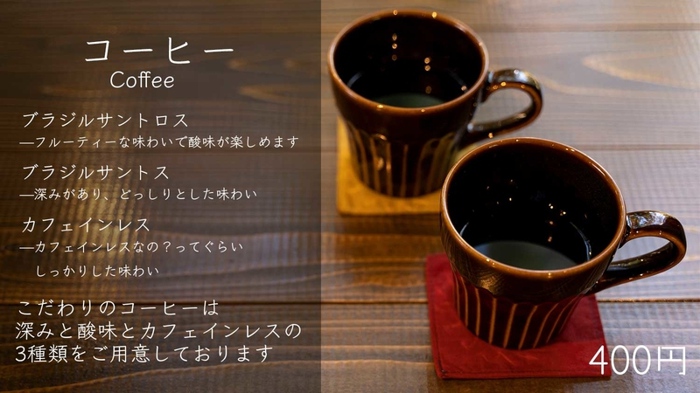 コーヒー
Coffee
ブラジルサントロス
―フルーティーな味わいで酸味が楽しめます
ブラジルサントス
―深みがあり、どっしりとした味わい
カフェインレス
―カフェインレスなの？ってぐらい
しっかりした味わい
こだわりのコーヒーは
深みと酸味とカフェインレスの
3種類をご用意しております
400円